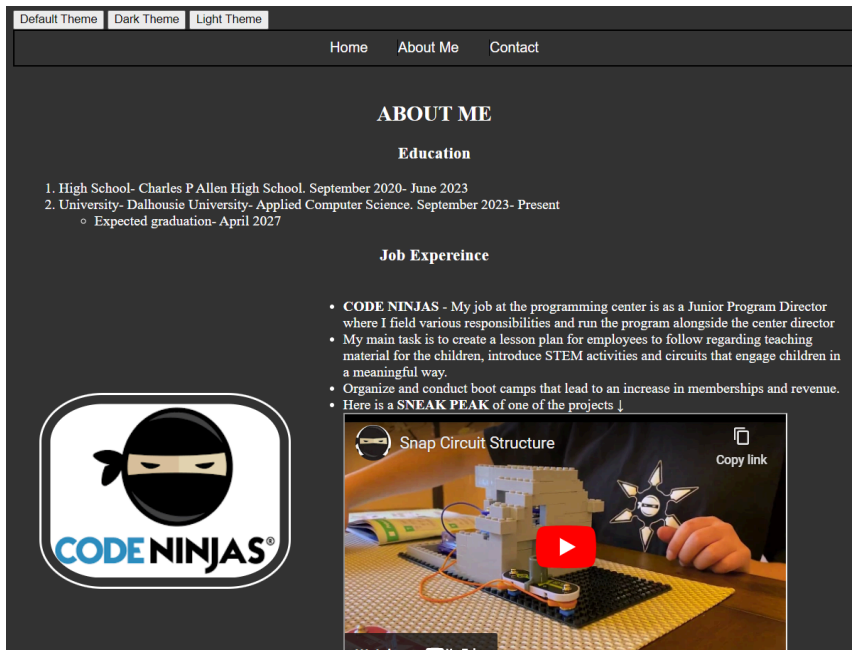 Default Theme Dark Theme Light Theme
Home About Me Contact
ABOUT ME
Education
1. High School- Charles P Allen High School. September 2020- June 2023
2. University- Dalhousie University- Applied Computer Science. September 2023- Present
Expected graduation- April 2027
Job Expereince
CODE NINJAS - My job at the programming center is as a Junior Program Director
where I field various responsibilities and run the program alongside the center director
My main task is to create a lesson plan for employees to follow regarding teaching
material for the children, introduce STEM activities and circuits that engage children in
a meaningful way.
Organize and conduct boot camps that lead to an increase in memberships and revenue.
Here is a SNEAK PEAK of one of the projects ↓
CODE NINJAS®
Snap Circuit Structure
Copy link